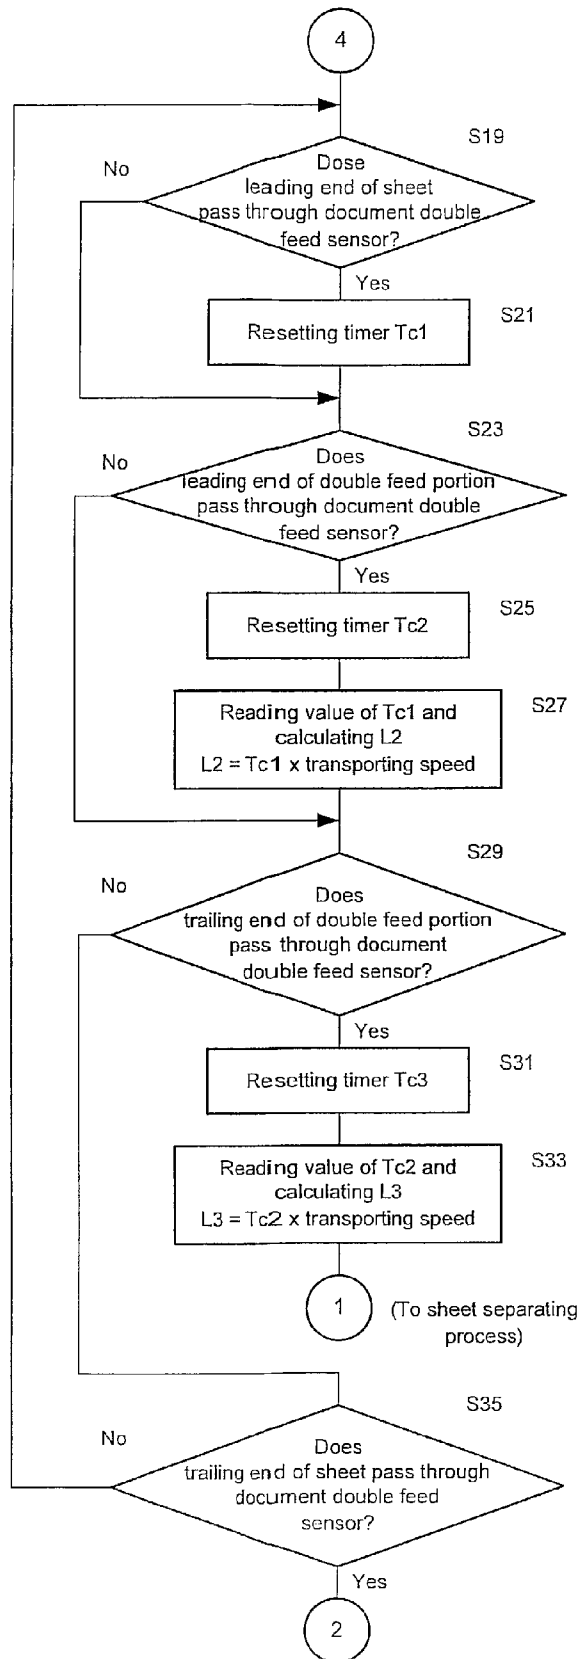 4
S19
No
Dose
leading end of sheet
pass through document double
feed sensor?
Yes
S21
Resetting timer Tc1
S23
No
Does
leading end of double feed portion
pass through document double
feed sensor?
Yes
S25
Resetting timer Tc2
S27
Reading value of Tc1 and
calculating L2
L2 = Tc1 x transporting speed
S29
No
Does
trailing end of double feed portion
pass through document
double feed sensor?
Yes
S31
Resetting timer Tc3
S33
Reading value of Tc2 and
calculating L3
L3 = Tc2 x transporting speed
1
(To sheet separating
process)
S35
No
Does
trailing end of sheet pass through
document double feed
sensor?
Yes
2